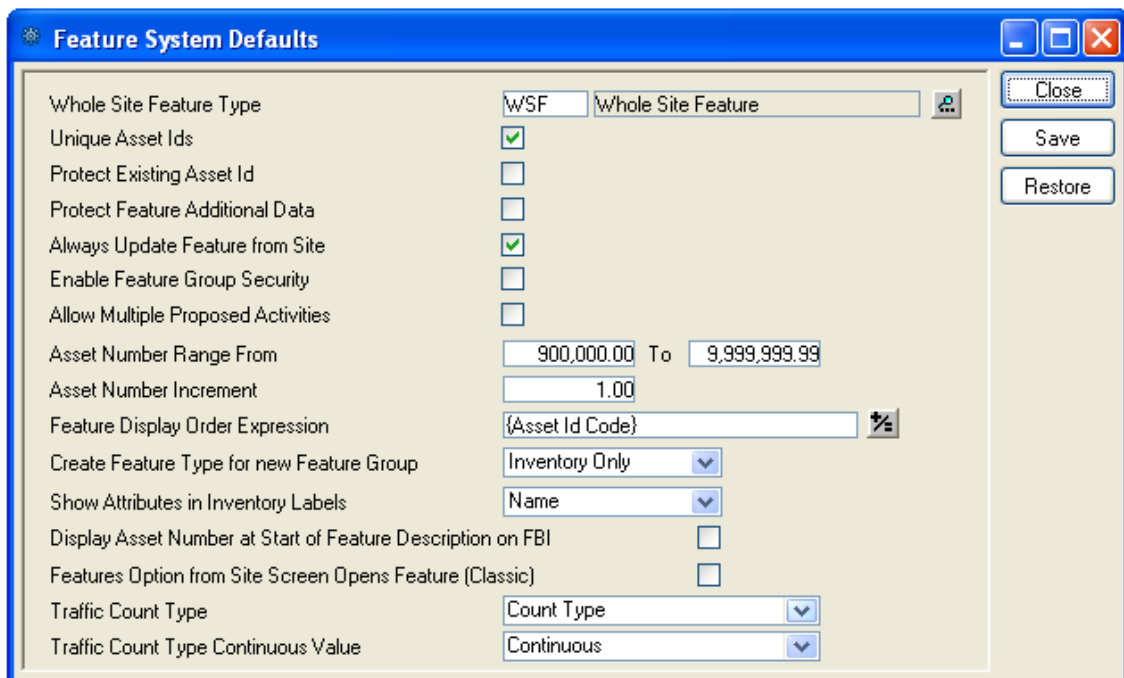 Feature System Defaults
Whole Site Feature Type WSF Whole Site Feature Close
Unique Asset Ids Save
Protect Existing Asset Id Restore
Protect Feature Additional Data
Always Update Feature from Site
Enable Feature Group Security
Allow Multiple Proposed Activities
Asset Number Range From 900,000.00 To 9,999,999.99
Asset Number Increment 1.00
Feature Display Order Expression {Asset Id Code}
Create Feature Type for new Feature Group Inventory Only
Show Attributes in Inventory Labels Name
Display Asset Number at Start of Feature Description on FBI
Features Option from Site Screen Opens Feature (Classic)
Traffic Count Type Count Type
Traffic Count Type Continuous Value Continuous